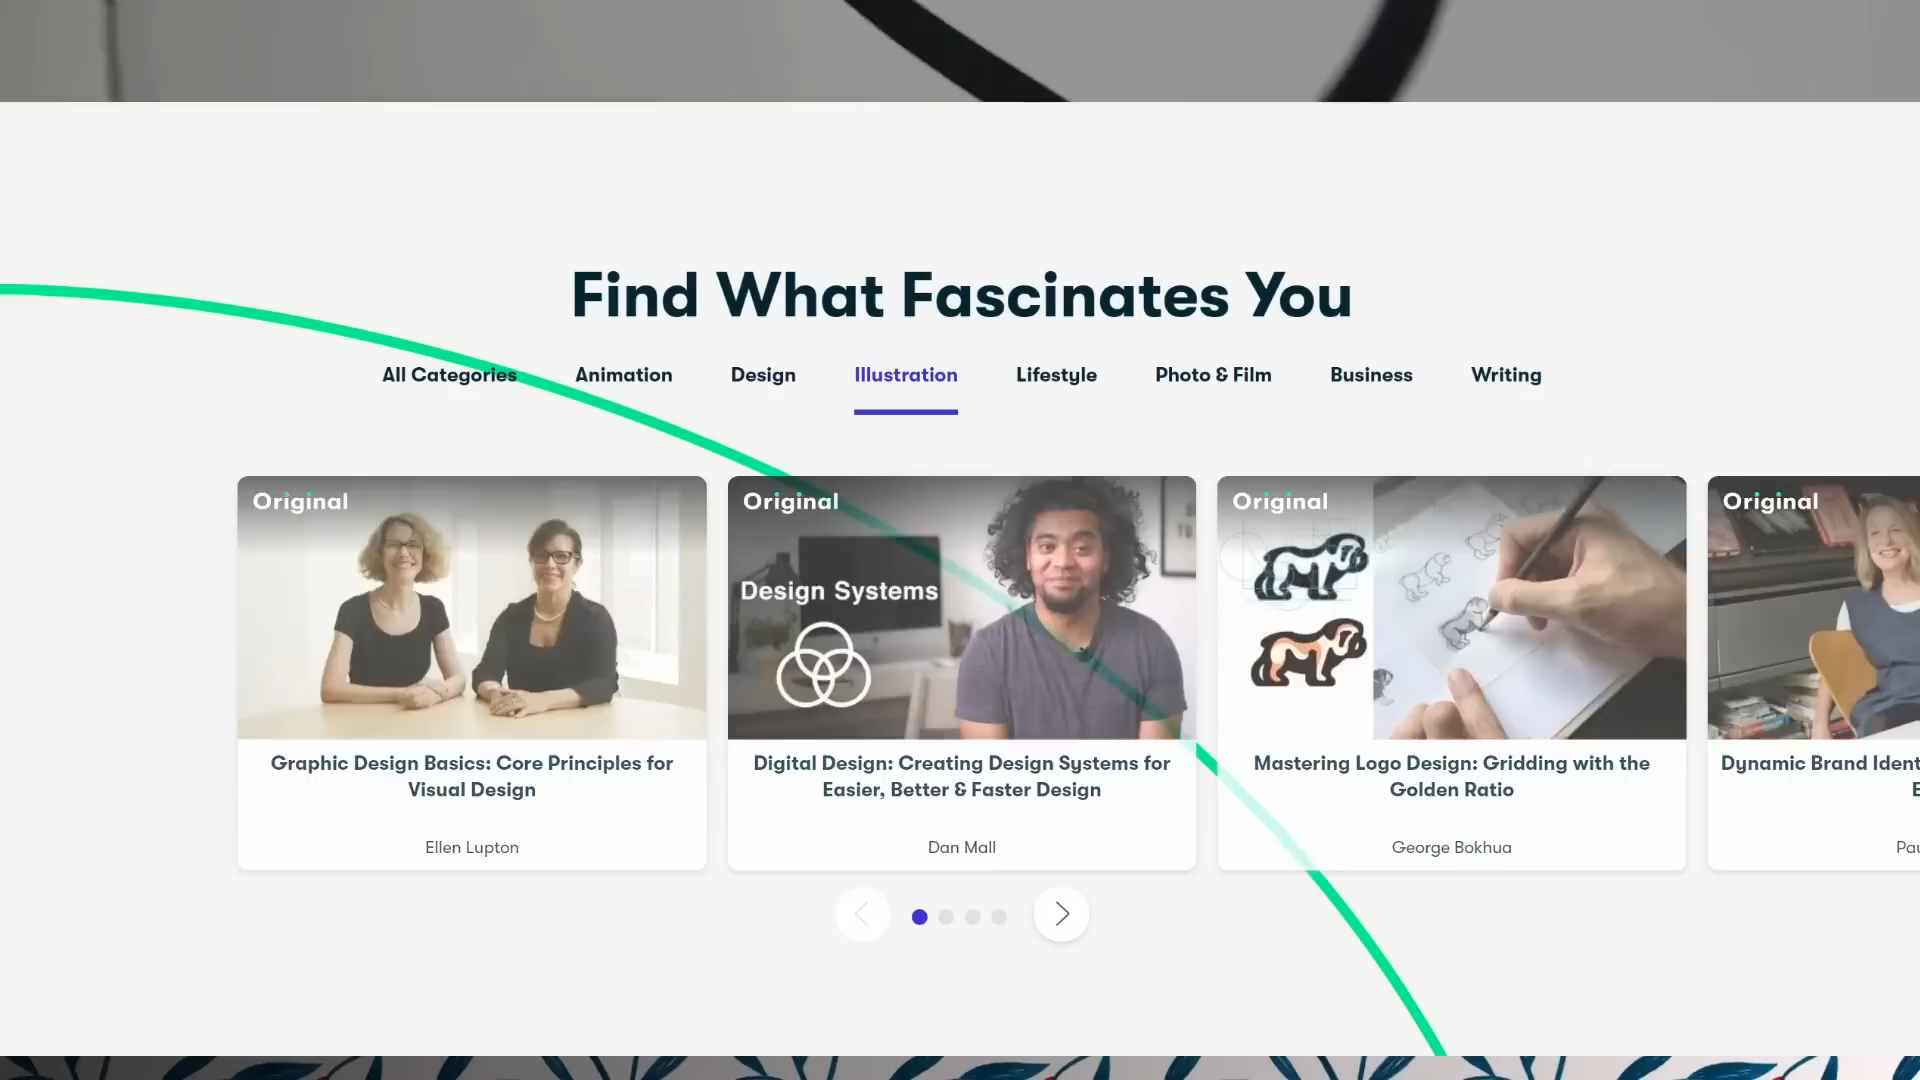 Find What Fascinates You
All Categories Animation Design Illustration Lifestyle Photo & Film Business Writing
Original
Graphic Design Basics: Core Principles for
Visual Design
Ellen Lupton
Original
Design Systems
Digital Design: Creating Design Systems for
Easier, Better & Faster Design
Dan Mall
Original
Mastering Logo Design: Gridding with the
Golden Ratio
George Bokhua
Original
Dynamic Brand